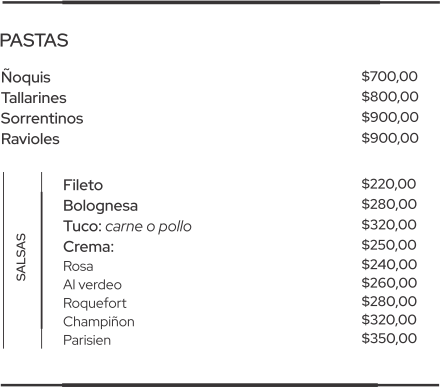 PASTAS
Ñoquis $700,00
Tallarines $800,00
Sorrentinos $900,00
Ravioles $900,00
SALSAS
Fileto $220,00
Bolognesa $280,00
Tuco: carne o pollo $320,00
Crema: $250,00
Rosa $240,00
Al verdeo $260,00
Roquefort $280,00
Champiñon $320,00
Parisien $350,00